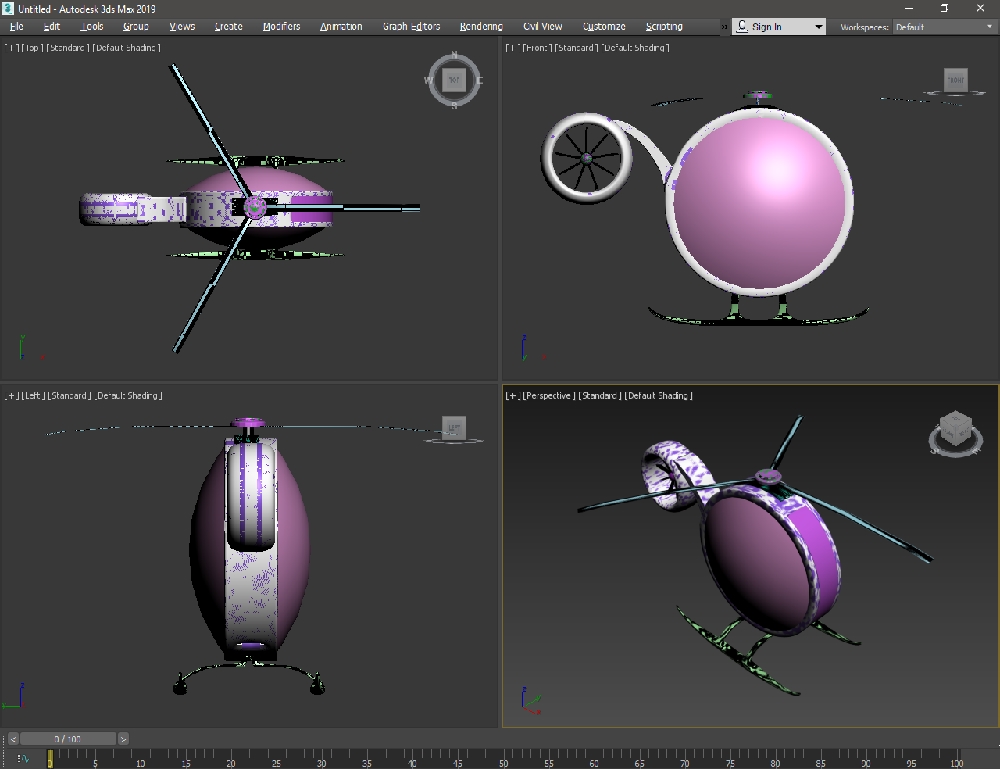 Untitled - Autodesk 3ds Max 2019
File Edit Tools Group Views Create Modifiers Animation Graph Editors Rendering Civil View Customize Scripting » Sign In Workspaces: Default
[+] [Top] [Standard] [Default Shading]
[+] [Front] [Standard] [Default Shading]
N
W TOP E
S
FRONT
z
y
[+] [Left] [Standard] [Default Shading]
[+] [Perspective] [Standard] [Default Shading]
LEFT
z
z
x
< 0 / 100 >
0 5 10 15 20 25 30 35 40 45 50 55 60 65 70 75 80 85 90 95 100